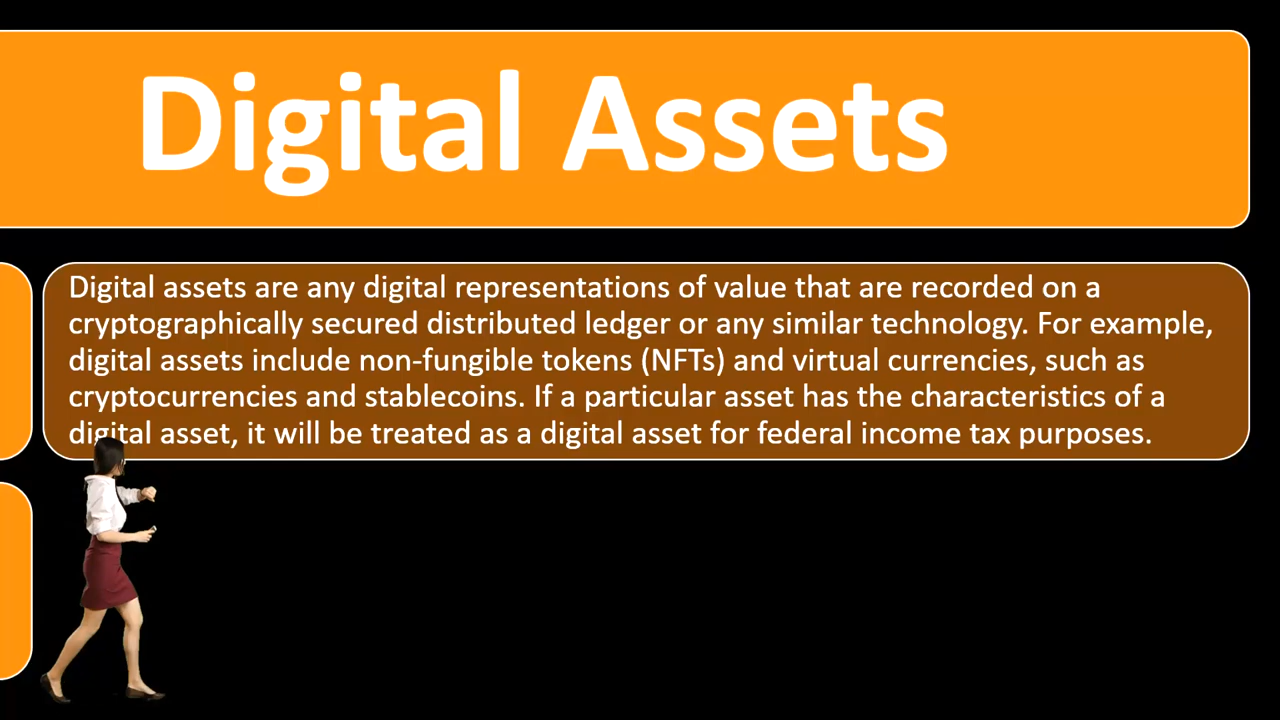 Digital Assets
Digital assets are any digital representations of value that are recorded on a
cryptographically secured distributed ledger or any similar technology. For example,
digital assets include non-fungible tokens (NFTs) and virtual currencies, such as
cryptocurrencies and stablecoins. If a particular asset has the characteristics of a
digital asset, it will be treated as a digital asset for federal income tax purposes.